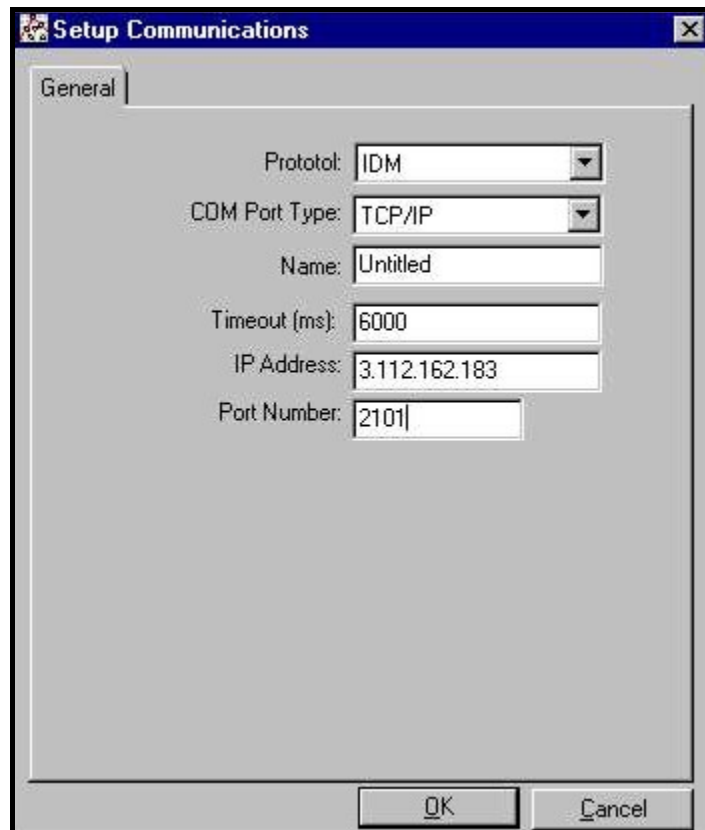 Setup Communications
General
Prototol: IDM
COM Port Type: TCP/IP
Name: Untitled
Timeout (ms): 6000
IP Address: 3.112.162.183
Port Number: 2101
OK Cancel